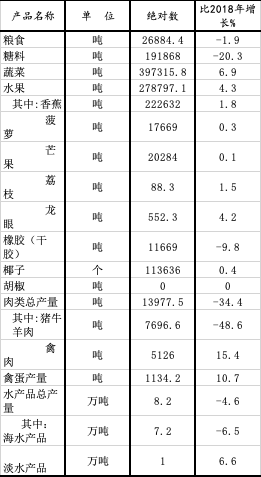 产品名称 单 位 绝对数 比2018年增长%
粮食 吨 26884.4 -1.9
糖料 吨 191868 -20.3
蔬菜 吨 397315.8 6.9
水果 吨 278797.1 4.3
其中:香蕉 吨 222632 1.8
菠萝 吨 17669 0.3
芒果 吨 20284 0.1
荔枝 吨 88.3 1.5
龙眼 吨 552.3 4.2
橡胶（干胶） 吨 11669 -9.8
椰子 个 113636 0.4
胡椒 吨 0 0
肉类总产量 吨 13977.5 -34.4
其中:猪牛羊肉 吨 7696.6 -48.6
禽肉 吨 5126 15.4
禽蛋产量 吨 1134.2 10.7
水产品总产量 万吨 8.2 -4.6
其中：海水产品 万吨 7.2 -6.5
淡水产品 万吨 1 6.6